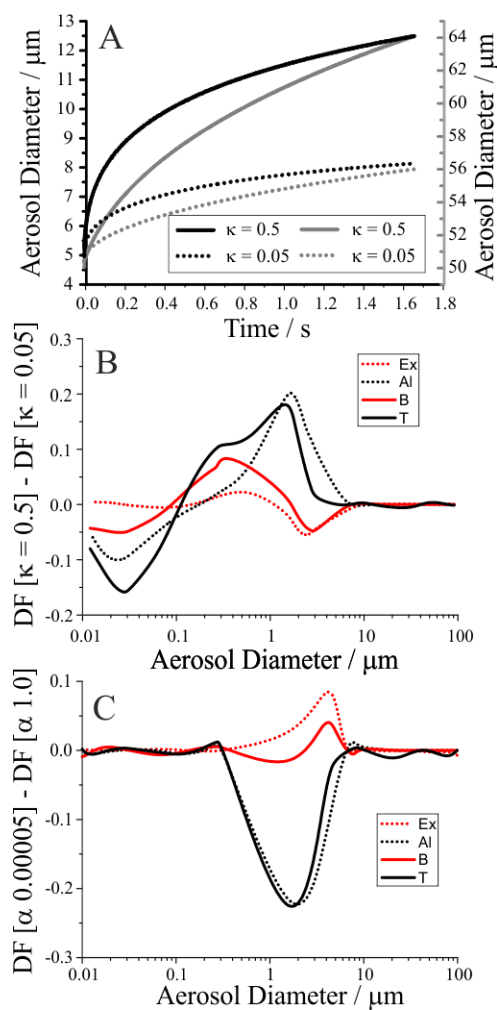 A
Aerosol Diameter / μm
13
12
11
10
9
8
7
6
5
4
64
62
60
58
56
54
52
50
Aerosol Diameter / μm
κ = 0.5 κ = 0.5
κ = 0.05 κ = 0.05
0.0 0.2 0.4 0.6 0.8 1.0 1.2 1.4 1.6 1.8
Time / s
B
DF [κ = 0.5] - DF [κ = 0.05]
0.3
0.2
0.1
0.0
-0.1
-0.2
Ex
Al
B
T
0.01 0.1 1 10 100
Aerosol Diameter / μm
C
DF [α 0.00005] - DF [α 1.0]
0.1
0.0
-0.1
-0.2
-0.3
Ex
Al
B
T
0.01 0.1 1 10 100
Aerosol Diameter / μm